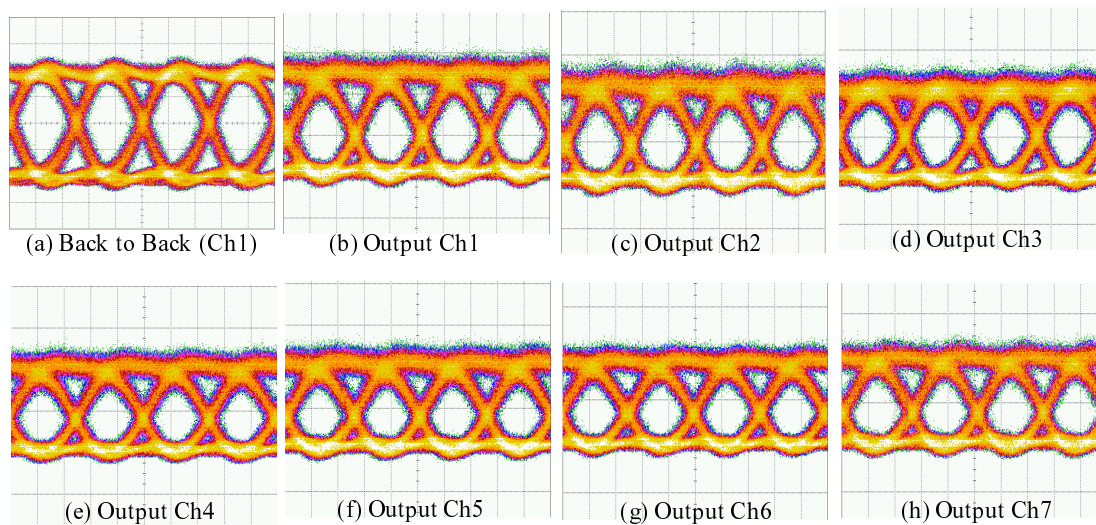 (a) Back to Back (Ch1)
(b) Output Ch1
(c) Output Ch2
(d) Output Ch3
(e) Output Ch4
(f) Output Ch5
(g) Output Ch6
(h) Output Ch7